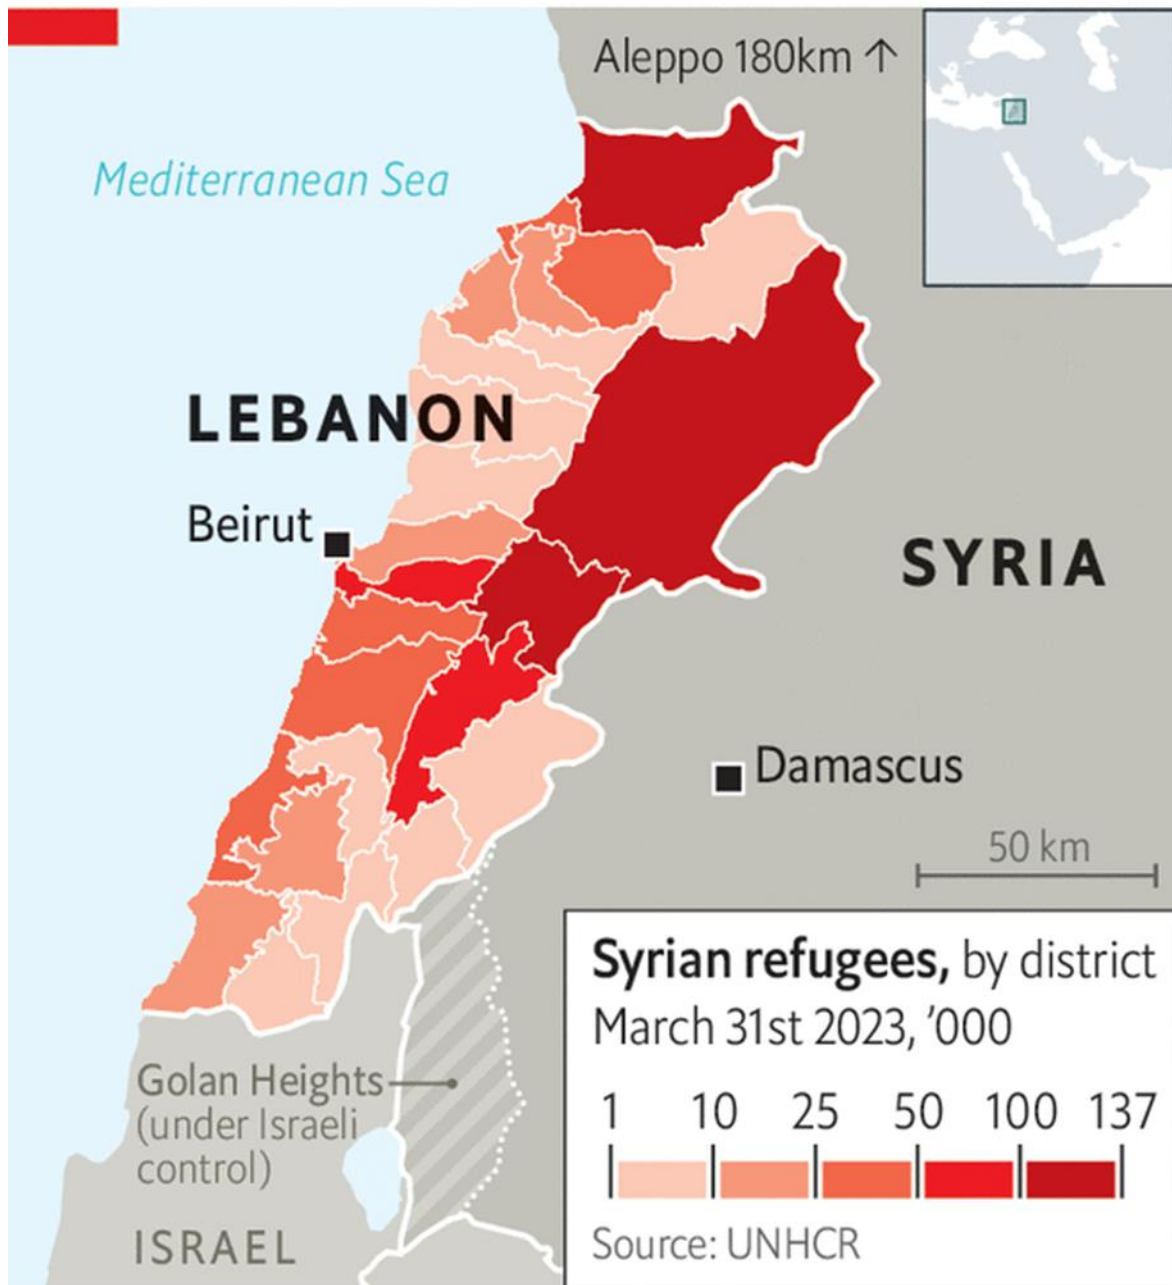 Aleppo 180km ↑
Mediterranean Sea
LEBANON
Beirut
SYRIA
Damascus
50 km
Syrian refugees, by district
March 31st 2023, ’000
1 10 25 50 100 137
Source: UNHCR
Golan Heights
(under Israeli
control)
ISRAEL